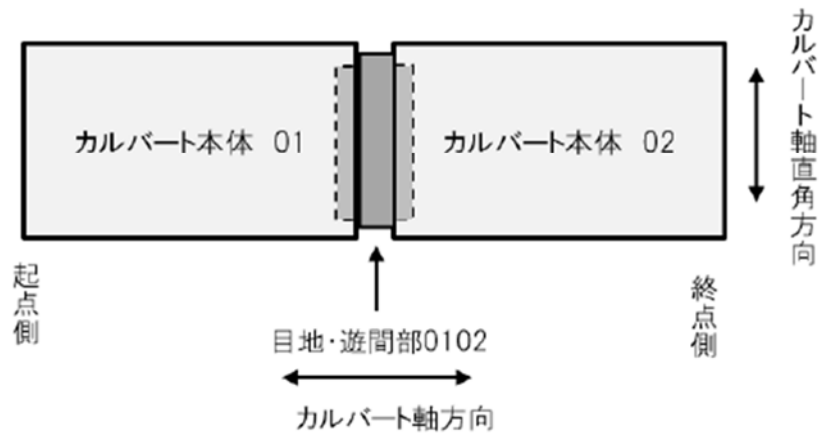 カルバート本体 01
カルバート本体 02
カルバート軸直角方向
起点側
終点側
目地・遊間部0102
カルバート軸方向